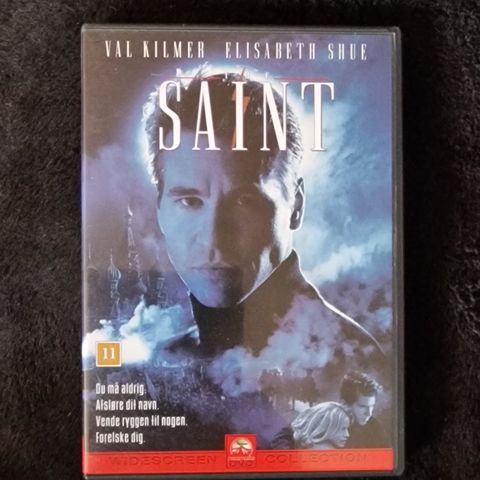 VAL KILMER ELISABETH SHUE
SAINT
11
Du må aldrig.
Afsløre dit navn.
Vende ryggen til nogen.
Forelske dig.
WIDESCREEN DVD COLLECTION